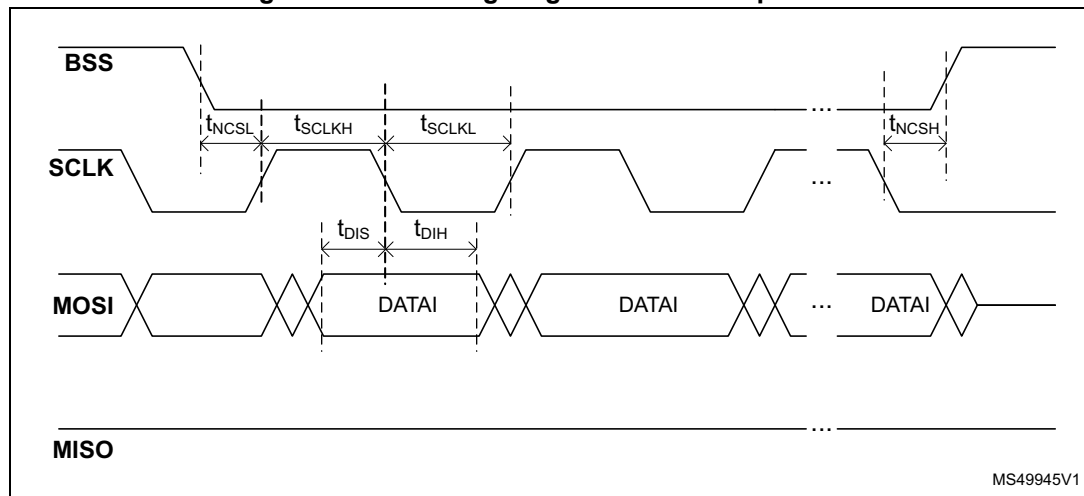 BSS
tNCSL tSCLKH tSCLKL ... tNCSH
SCLK ...
tDIS tDIH
MOSI DATAI DATAI ... DATAI
...
MISO
MS49945V1